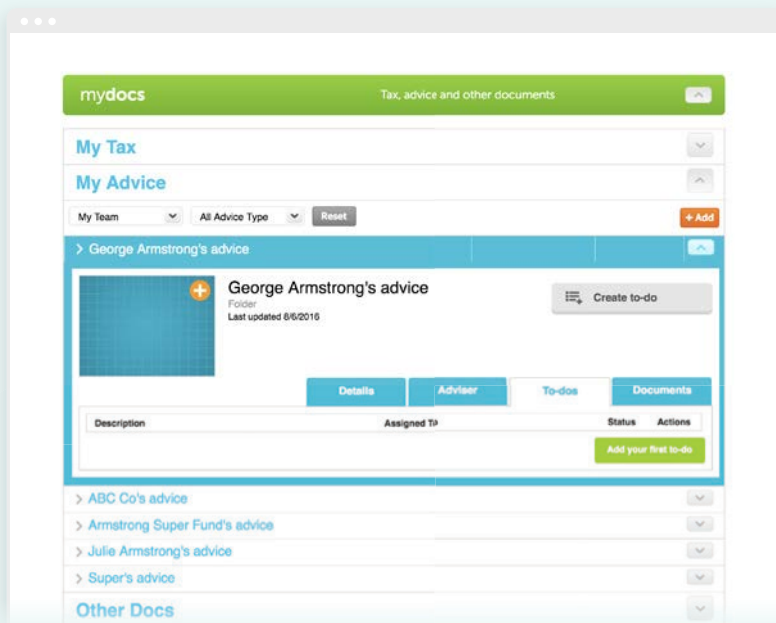 mydocs Tax, advice and other documents
My Tax
My Advice
My Team All Advice Type Reset + Add
George Armstrong's advice
George Armstrong's advice
Folder
Last updated 8/6/2016
Create to-do
Details Adviser To-dos Documents
Description Assigned To Status Actions
Add your first to-do
ABC Co's advice
Armstrong Super Fund's advice
Julie Armstrong's advice
Super's advice
Other Docs